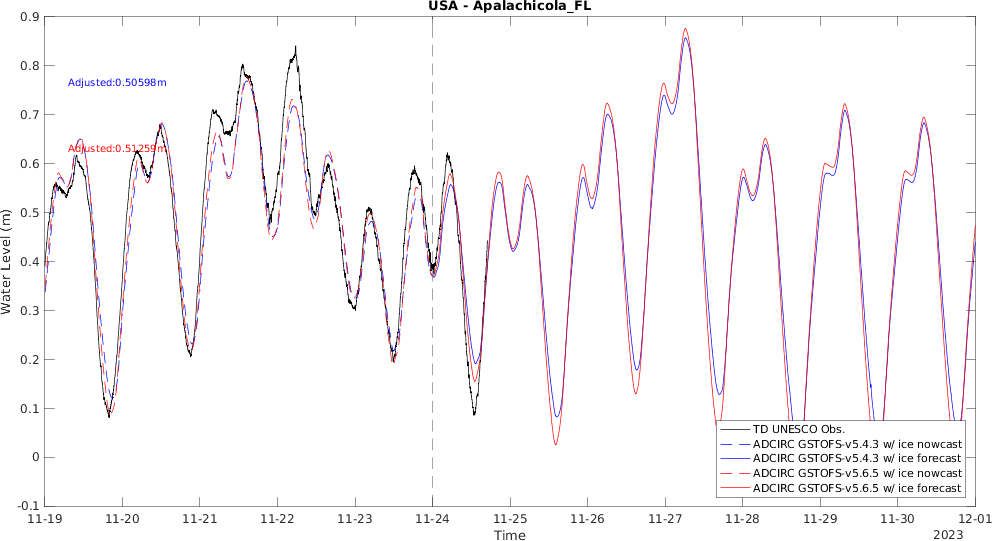 USA - Apalachicola_FL
0.9
0.8
0.7
0.6
0.5
0.4
0.3
0.2
0.1
0
-0.1
Water Level (m)
Adjusted:0.50598m
Adjusted:0.51259m
TD UNESCO Obs.
ADCIRC GSTOFS-v5.4.3 w/ ice nowcast
ADCIRC GSTOFS-v5.4.3 w/ ice forecast
ADCIRC GSTOFS-v5.6.5 w/ ice nowcast
ADCIRC GSTOFS-v5.6.5 w/ ice forecast
11-19 11-20 11-21 11-22 11-23 11-24 11-25 11-26 11-27 11-28 11-29 11-30 12-01
Time
2023